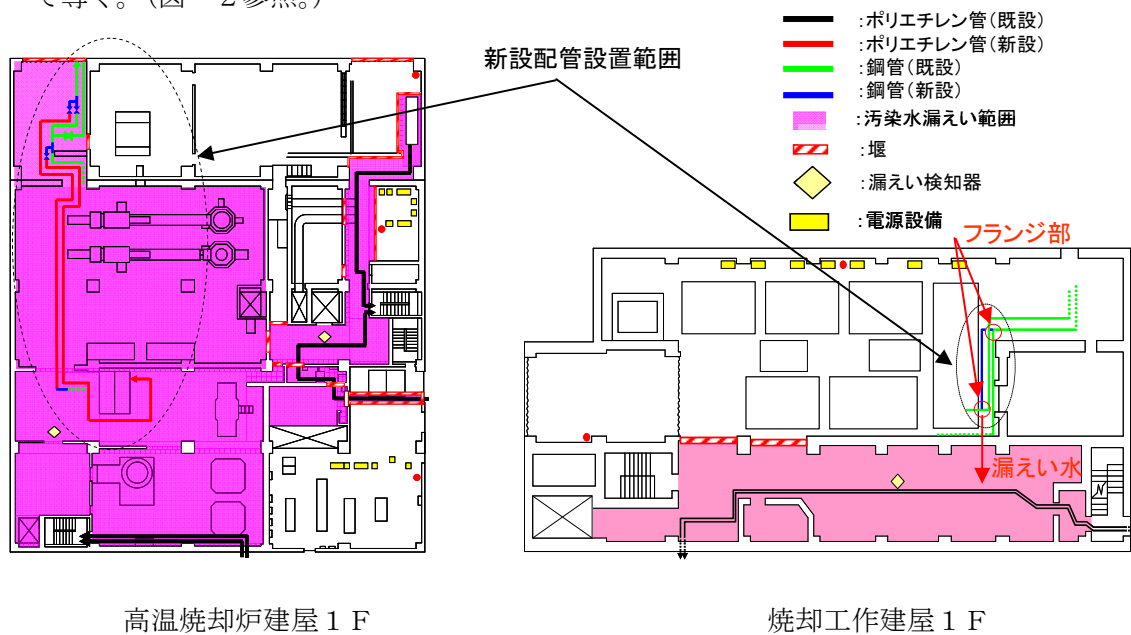 て導く。(図－２参照。)
:ポリエチレン管(既設)
:ポリエチレン管(新設)
:鋼管(既設)
:鋼管(新設)
:汚染水漏えい範囲
:堰
:漏えい検知器
:電源設備
新設配管設置範囲
フランジ部
漏えい水
N
高温焼却炉建屋１Ｆ
焼却工作建屋１Ｆ